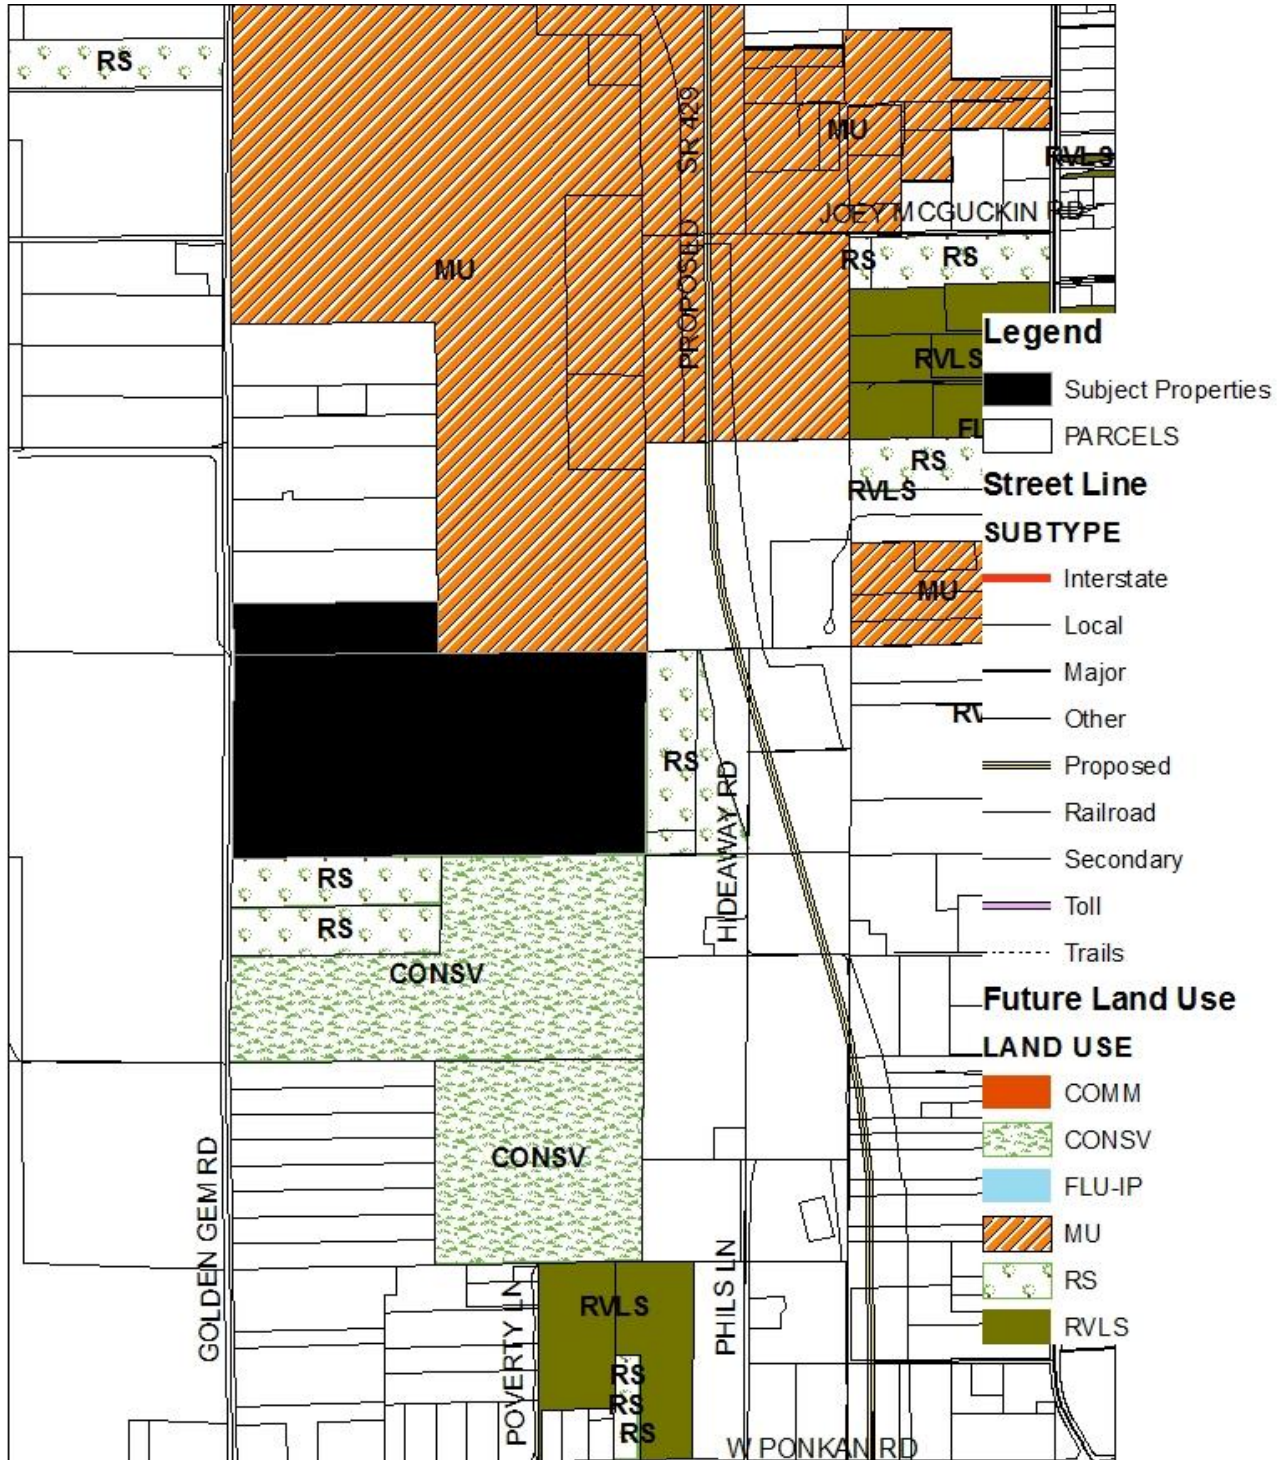 RS
PROPOSED SR 429
MU
RVLS
JOEY MCGUCKIN RD
MU
RS
RS
RVLS
FL
RS
RVLS
MU
RV
RS
HIDEAWAY RD
RS
RS
CONSV
CONSV
GOLDEN GEM RD
POVERTY LN
RVLS
PHILS LN
RS
RS
RS
W PONKAN RD
Legend
Subject Properties
PARCELS
Street Line
SUBTYPE
Interstate
Local
Major
Other
Proposed
Railroad
Secondary
Toll
Trails
Future Land Use
LAND USE
COMM
CONSV
FLU-IP
MU
RS
RVLS